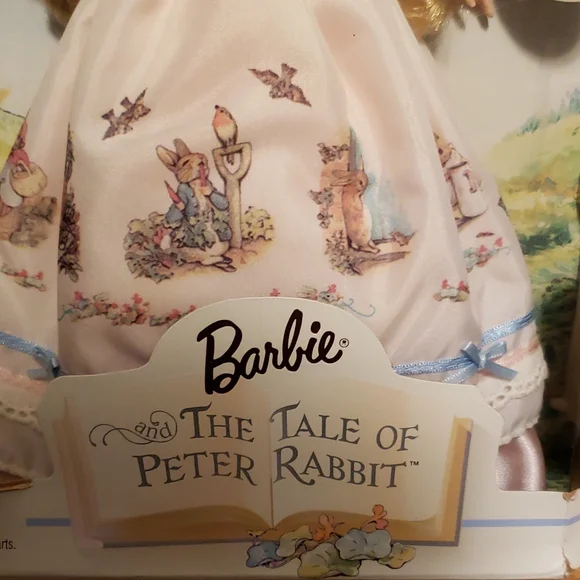 Barbie®
and THE TALE OF
PETER RABBIT™